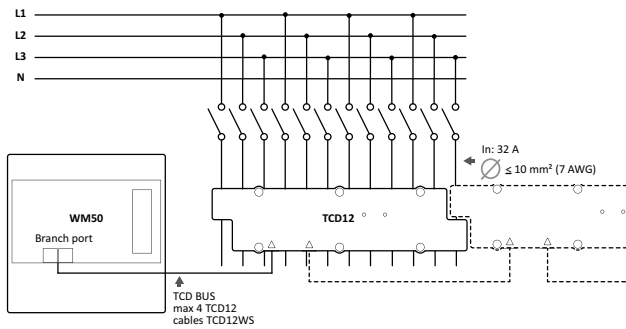 L1
L2
L3
N
In: 32 A
≤ 10 mm² (7 AWG)
WM50
TCD12
Branch port
TCD BUS
max 4 TCD12
cables TCD12WS